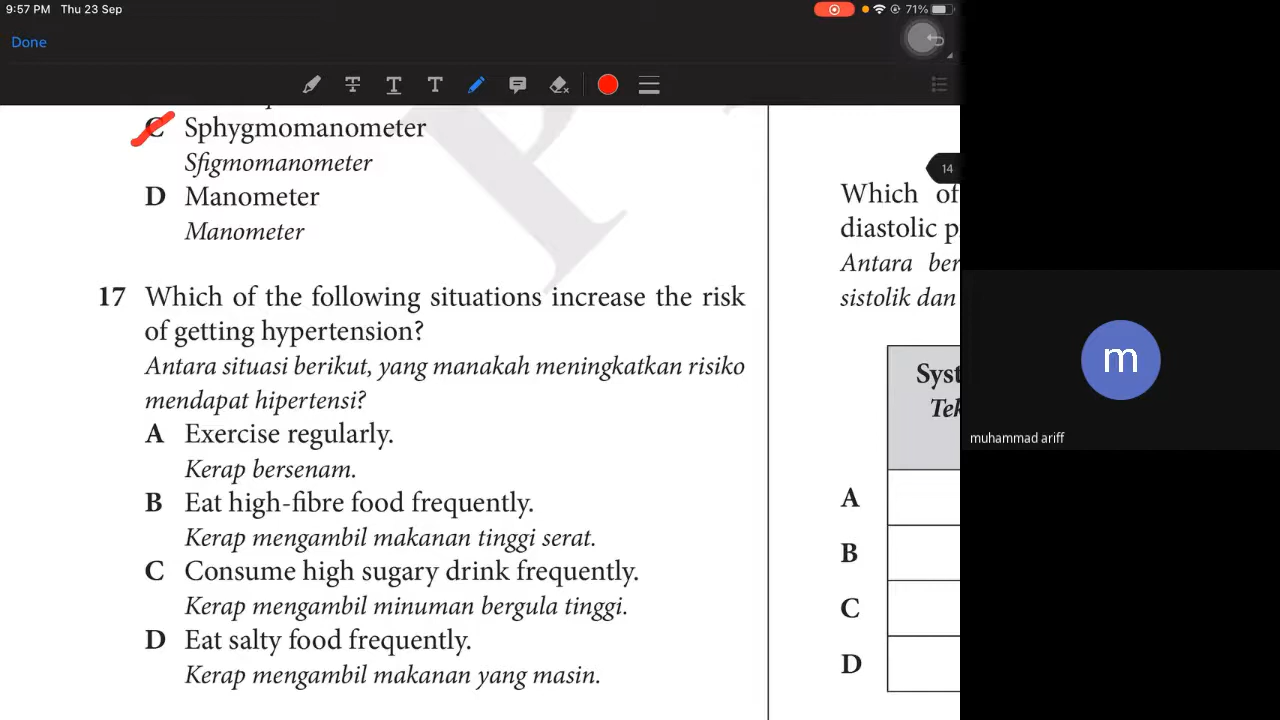 9:57 PM Thu 23 Sep
71%
Done
C Sphygmomanometer
Sfigmomanometer
D Manometer
Manometer
17 Which of the following situations increase the risk
of getting hypertension?
Antara situasi berikut, yang manakah meningkatkan risiko
mendapat hipertensi?
A Exercise regularly.
Kerap bersenam.
B Eat high-fibre food frequently.
Kerap mengambil makanan tinggi serat.
C Consume high sugary drink frequently.
Kerap mengambil minuman bergula tinggi.
D Eat salty food frequently.
Kerap mengambil makanan yang masin.
14
Which of
diastolic p
Antara ber
sistolik dan
Syst
Tek
A
B
C
D
m
muhammad ariff